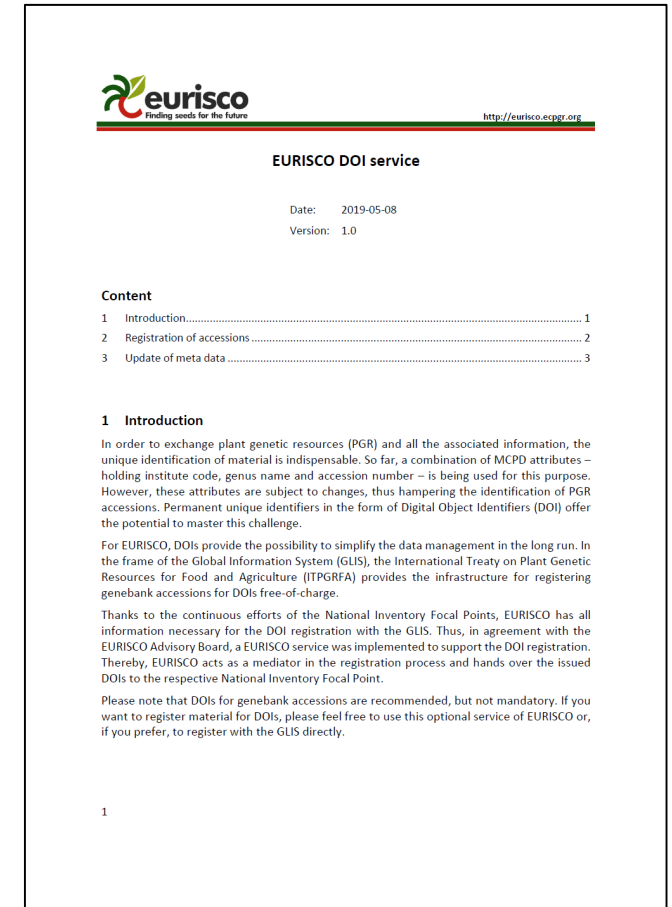 eurisco
Finding seeds for the future
http://eurisco.ecpgr.org
EURISCO DOI service
Date: 2019-05-08
Version: 1.0
Content
1 Introduction........................................................................................................ 1
2 Registration of accessions ........................................................................................ 2
3 Update of meta data ................................................................................................ 3
1 Introduction
In order to exchange plant genetic resources (PGR) and all the associated information, the
unique identification of material is indispensable. So far, a combination of MCPD attributes –
holding institute code, genus name and accession number – is being used for this purpose.
However, these attributes are subject to changes, thus hampering the identification of PGR
accessions. Permanent unique identifiers in the form of Digital Object Identifiers (DOI) offer
the potential to master this challenge.
For EURISCO, DOIs provide the possibility to simplify the data management in the long run. In
the frame of the Global Information System (GLIS), the International Treaty on Plant Genetic
Resources for Food and Agriculture (ITPGRFA) provides the infrastructure for registering
genebank accessions for DOIs free-of-charge.
Thanks to the continuous efforts of the National Inventory Focal Points, EURISCO has all
information necessary for the DOI registration with the GLIS. Thus, in agreement with the
EURISCO Advisory Board, a EURISCO service was implemented to support the DOI registration.
Thereby, EURISCO acts as a mediator in the registration process and hands over the issued
DOIs to the respective National Inventory Focal Point.
Please note that DOIs for genebank accessions are recommended, but not mandatory. If you
want to register material for DOIs, please feel free to use this optional service of EURISCO or,
if you prefer, to register with the GLIS directly.
1